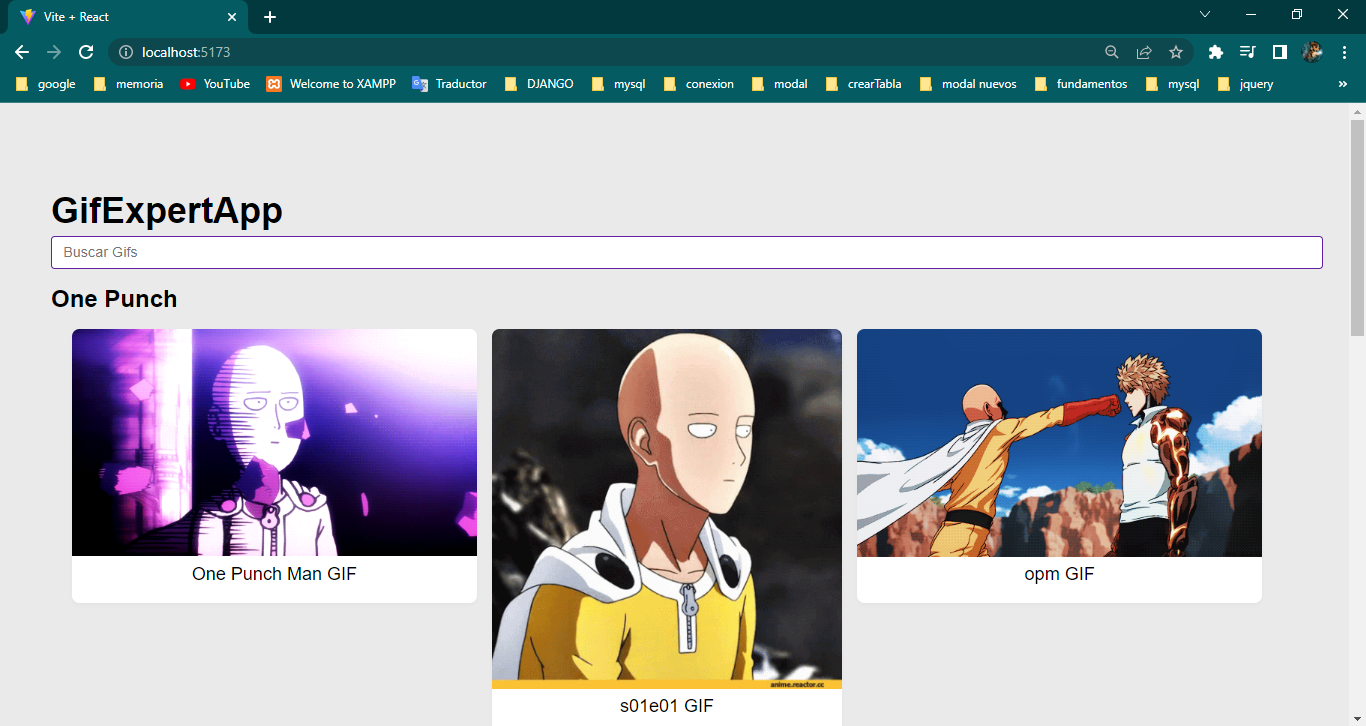 Vite + React
localhost:5173
google memoria YouTube Welcome to XAMPP Traductor DJANGO mysql conexion modal crearTabla modal nuevos fundamentos mysql jquery »
GifExpertApp
Buscar Gifs
One Punch
One Punch Man GIF
anime.reactor.cc
s01e01 GIF
opm GIF